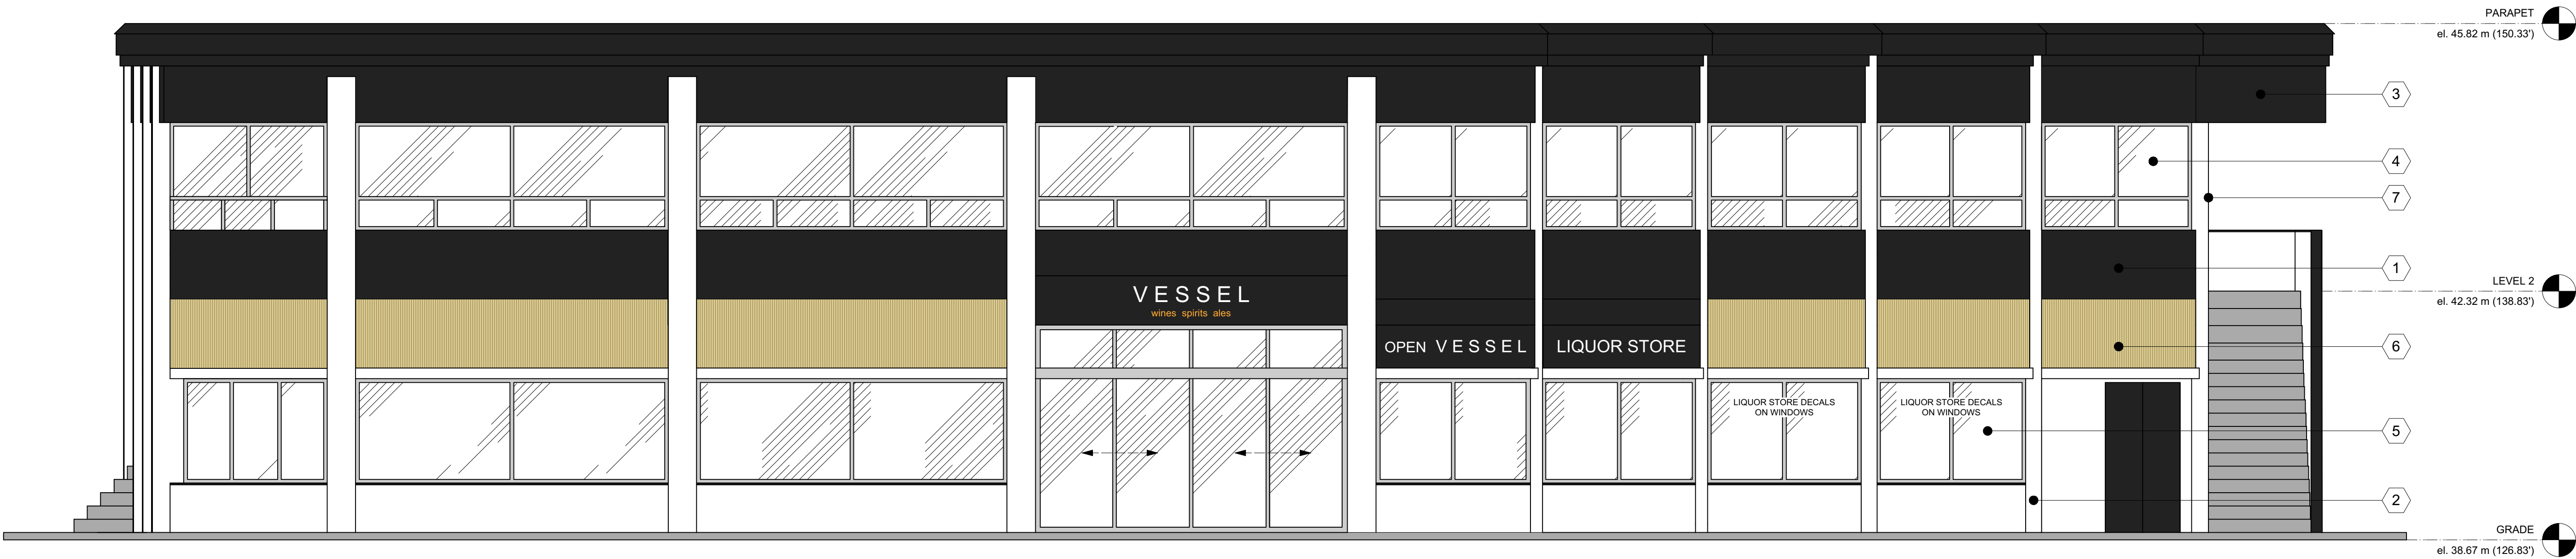 PARAPET
el. 45.82 m (150.33')
3
4
7
1
VESSEL
wines spirits ales
LEVEL 2
el. 42.32 m (138.83')
OPEN VESSEL
LIQUOR STORE
6
LIQUOR STORE DECALS
ON WINDOWS
LIQUOR STORE DECALS
ON WINDOWS
5
2
GRADE
el. 38.67 m (126.83')